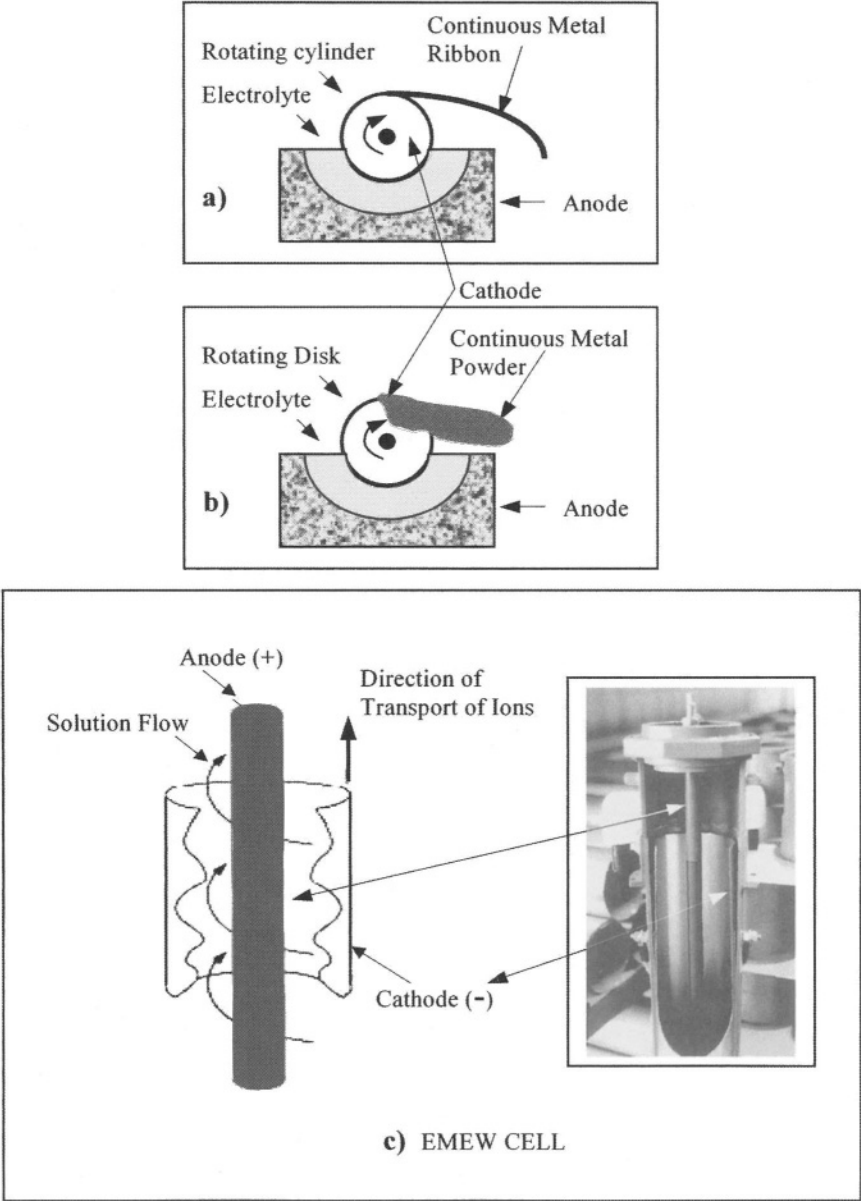 Continuous Metal
Ribbon
Rotating cylinder
Electrolyte
a)
Anode
Cathode
Continuous Metal
Powder
Rotating Disk
Electrolyte
b)
Anode
Anode (+)
Direction of
Transport of Ions
Solution Flow
Cathode (-)
c) EMEW CELL